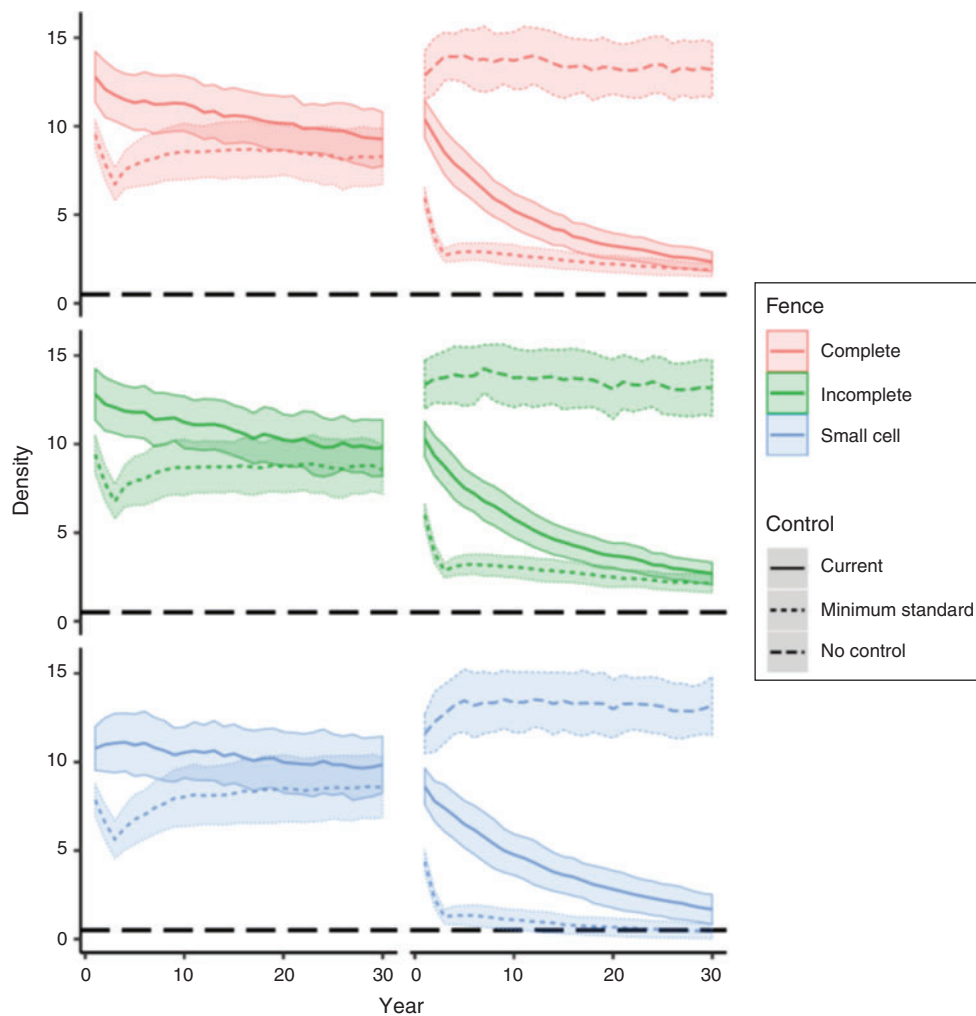 15
10
5
0
15
10
5
0
15
10
5
0
Density
0 10 20 30 0 10 20 30
Year
Fence
Complete
Incomplete
Small cell
Control
Current
Minimum standard
No control